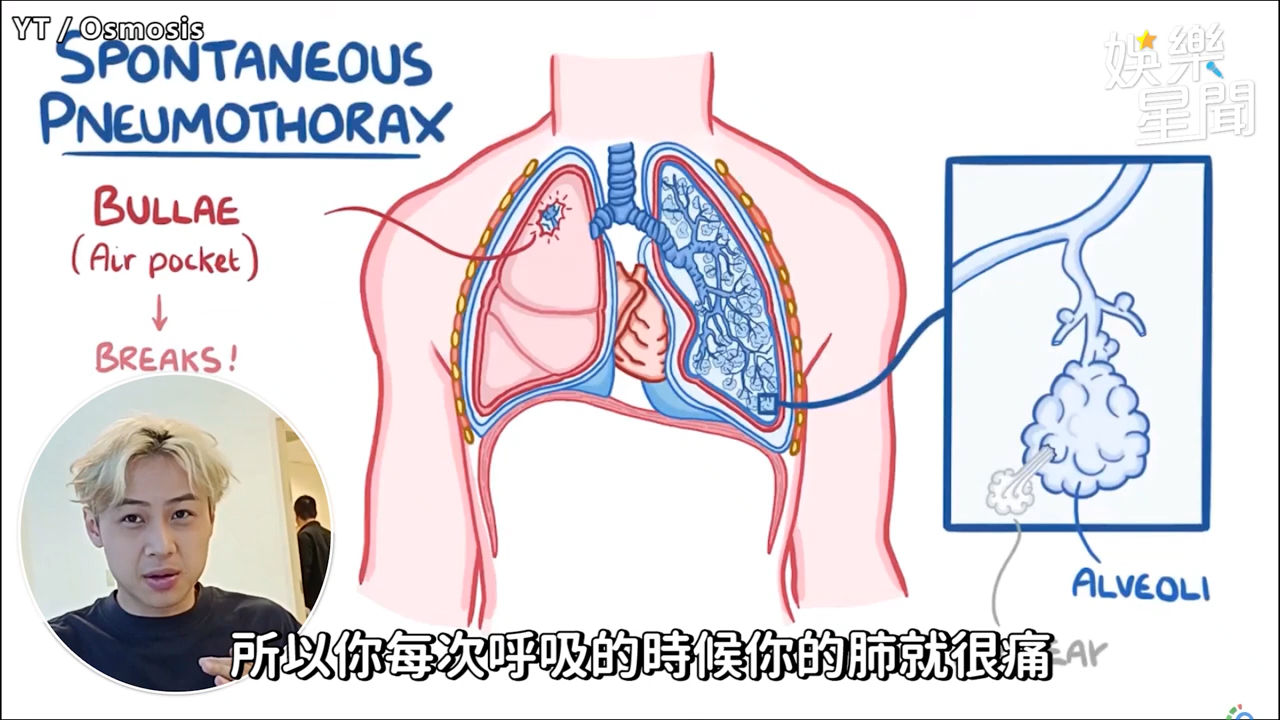 YT / Osmosis
SPONTANEOUS
PNEUMOTHORAX
娛樂
星聞
BULLAE
(Air pocket)
BREAKS!
ALVEOLI
所以你每次呼吸的時候你的肺就很痛